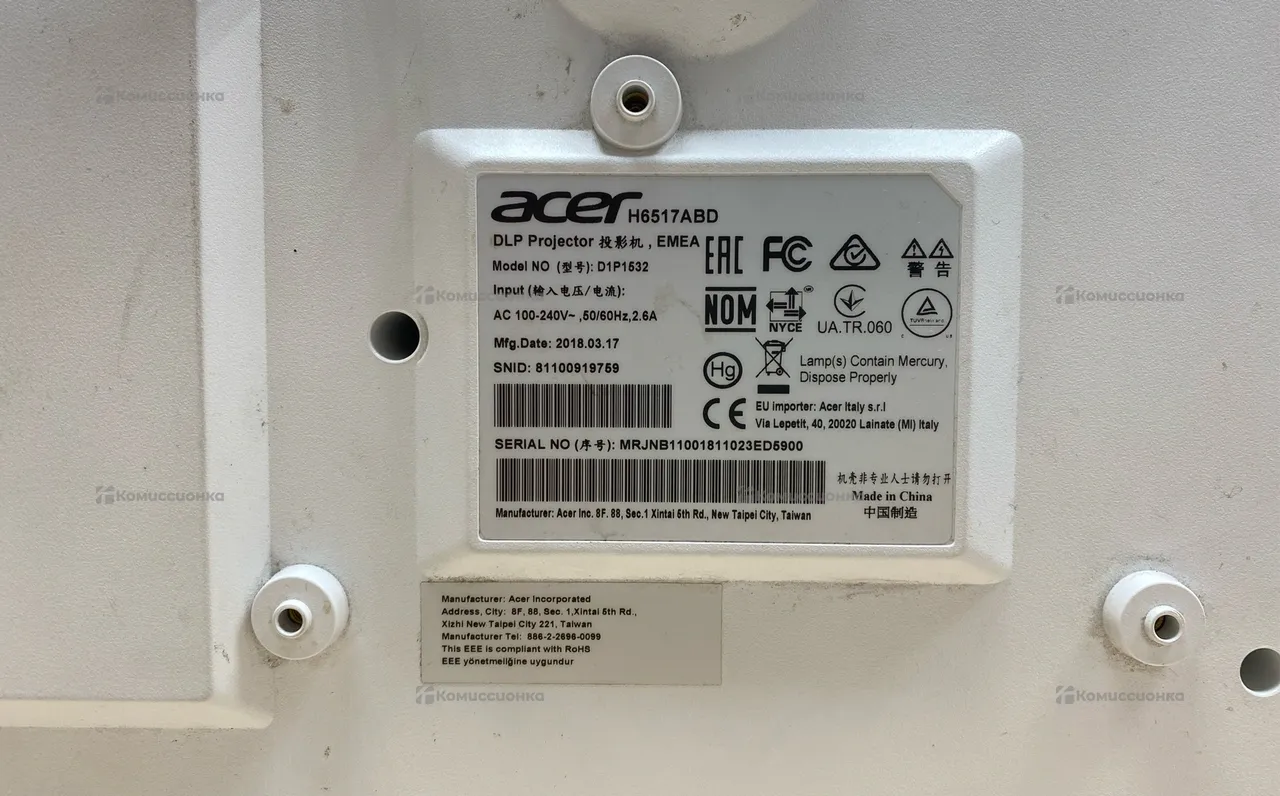 Комиссионка
Комиссионка
acer H6517ABD
DLP Projector 投影机 , EMEA
EAC FC
Model NO (型号): D1P1532
警 告
Input (输入电压/电流):
Комиссионка
Комиссионка
AC 100-240V~ ,50/60Hz,2.6A
NOM
NYCE
UA.TR.060
Mfg.Date: 2018.03.17
SNID: 81100919759
Hg
Lamp(s) Contain Mercury,
Dispose Properly
CE
EU importer: Acer Italy s.r.l
Via Lepetit, 40, 20020 Lainate (MI) Italy
SERIAL NO (序号): MRJNB11001811023ED5900
机壳非专业人士请勿打开
Комиссионка
Комиссионка
Made in China
中国制造
Manufacturer: Acer Inc. 8F. 88, Sec.1 Xintai 5th Rd., New Taipei City, Taiwan
Manufacturer: Acer Incorporated
Address, City: 8F, 88, Sec. 1,Xintai 5th Rd.,
Xizhi New Taipei City 221, Taiwan
Manufacturer Tel: 886-2-2696-0099
This EEE is compliant with RoHS
EEE yönetmeliğine uygundur
Комиссионка
Комиссионка